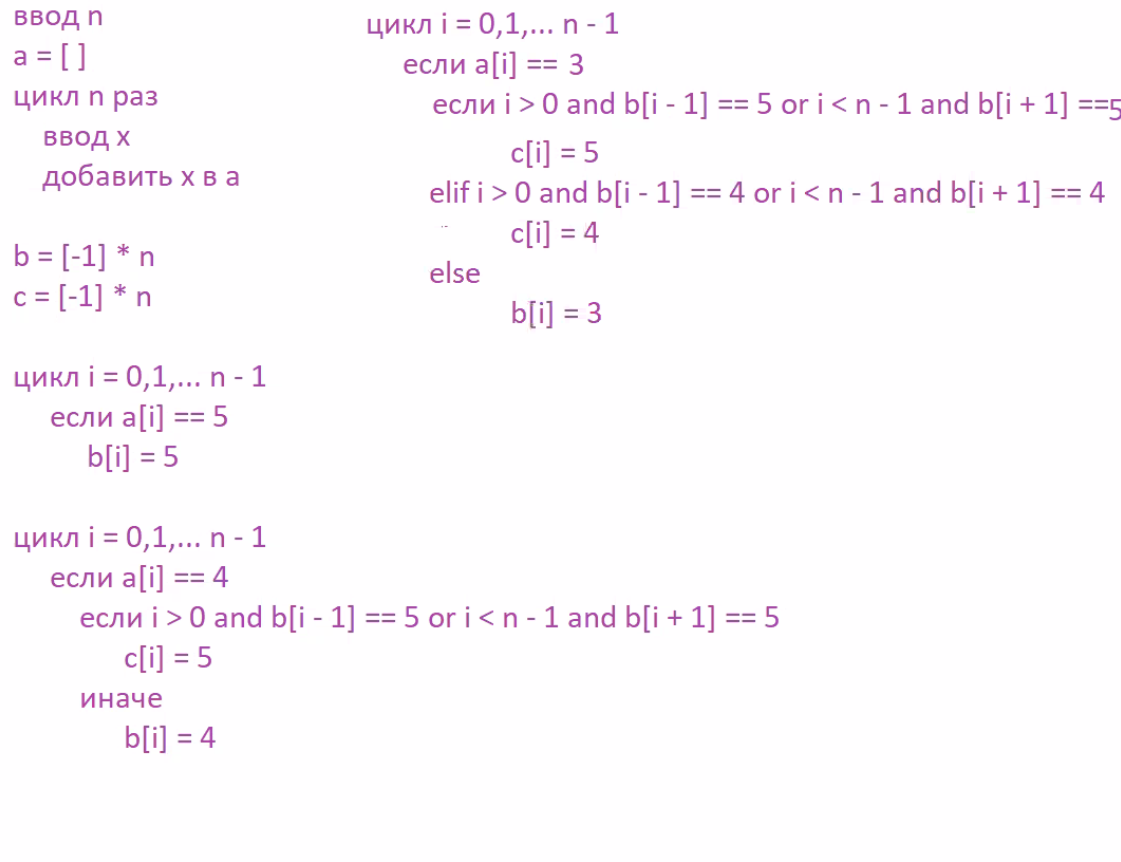 ввод n
a = [ ]
цикл n раз
ввод x
добавить x в a
b = [-1] * n
c = [-1] * n
цикл i = 0,1,... n - 1
если a[i] == 5
b[i] = 5
цикл i = 0,1,... n - 1
если a[i] == 4
если i > 0 and b[i - 1] == 5 or i < n - 1 and b[i + 1] == 5
c[i] = 5
иначе
b[i] = 4
цикл i = 0,1,... n - 1
если a[i] == 3
если i > 0 and b[i - 1] == 5 or i < n - 1 and b[i + 1] ==5
c[i] = 5
elif i > 0 and b[i - 1] == 4 or i < n - 1 and b[i + 1] == 4
c[i] = 4
else
b[i] = 3